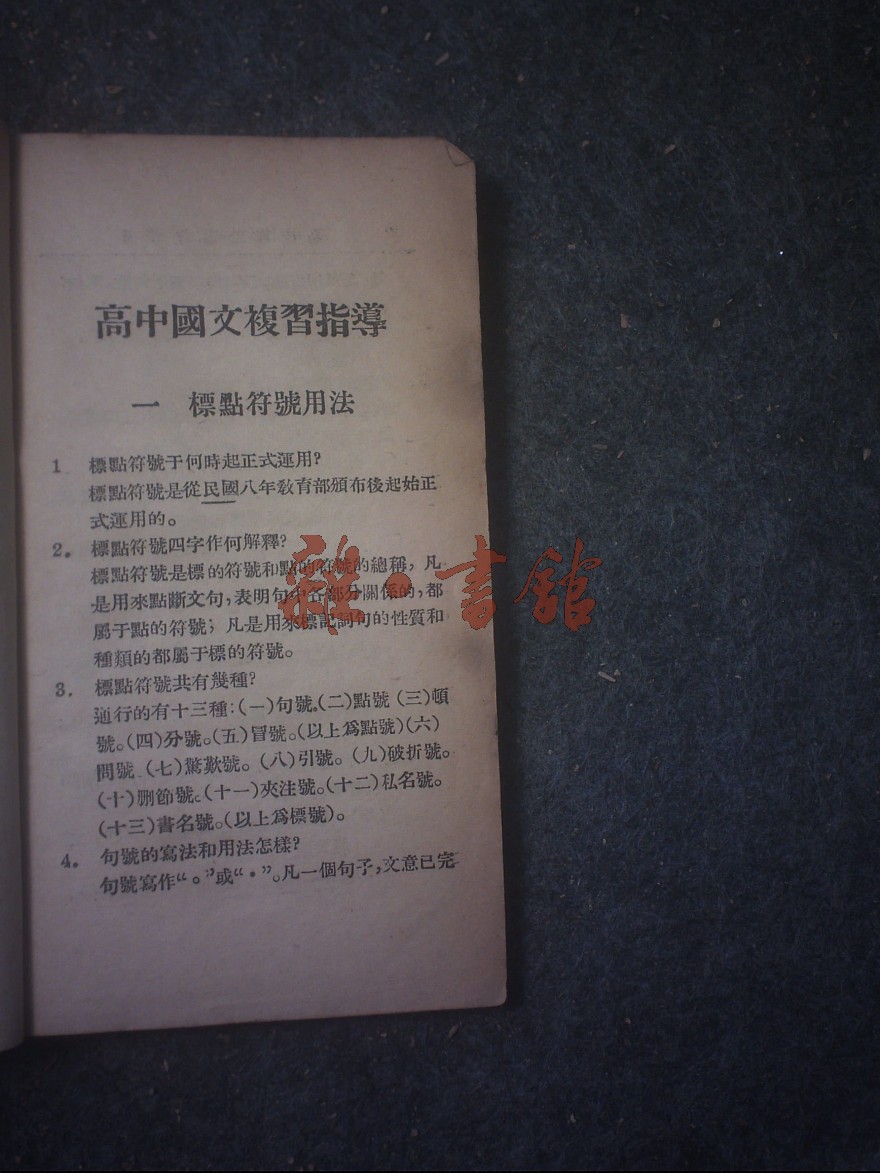 高中國文複習指導
一 標點符號用法
1 標點符號于何時起正式運用?
標點符號是從民國八年敎育部頒布後起始正
式運用的。
2. 標點符號四字作何解釋?
標點符號是標的符號和點的符號的總稱,凡
是用來點斷文句,表明句中各部分關係的,都
屬于點的符號;凡是用來標記詞句的性質和
種類的都屬于標的符號。
3. 標點符號共有幾種?
通行的有十三種:(一)句號。(二)點號 (三)頓
號。(四)分號。(五)冒號。(以上爲點號)(六)
問號 (七)驚歎號。(八)引號。(九)破折號。
(十)刪節號。(十一)夾注號。(十二)私名號。
(十三)書名號。(以上爲標號)。
4. 句號的寫法和用法怎樣?
句號寫作“。”或“.”。凡一個句子,文意已完
雜·書館